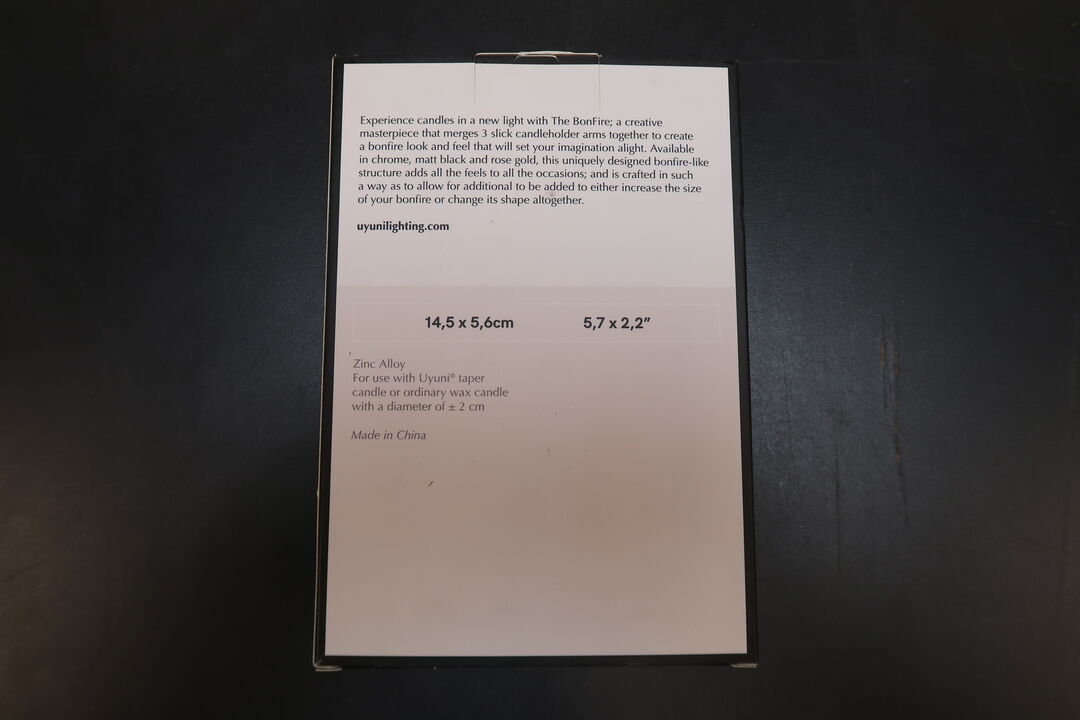 Experience candles in a new light with The BonFire; a creative
masterpiece that merges 3 slick candleholder arms together to create
a bonfire look and feel that will set your imagination alight. Available
in chrome, matt black and rose gold, this uniquely designed bonfire-like
structure adds all the feels to all the occasions; and is crafted in such
a way as to allow for additional to be added to either increase the size
of your bonfire or change its shape altogether.
uyunilighting.com
14,5 x 5,6cm 5,7 x 2,2”
Zinc Alloy
For use with Uyuni® taper
candle or ordinary wax candle
with a diameter of ± 2 cm
Made in China